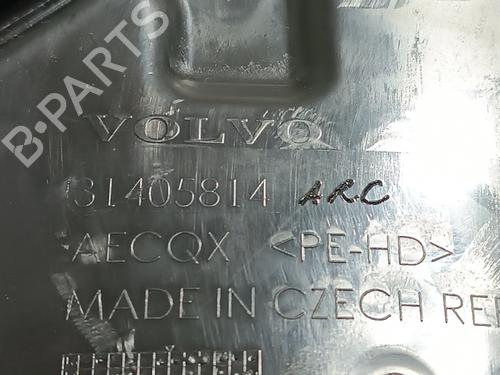 B-PARTS
VOLVO
31405814 ARC
AECQX <PE-HD>
MADE IN CZECH REP